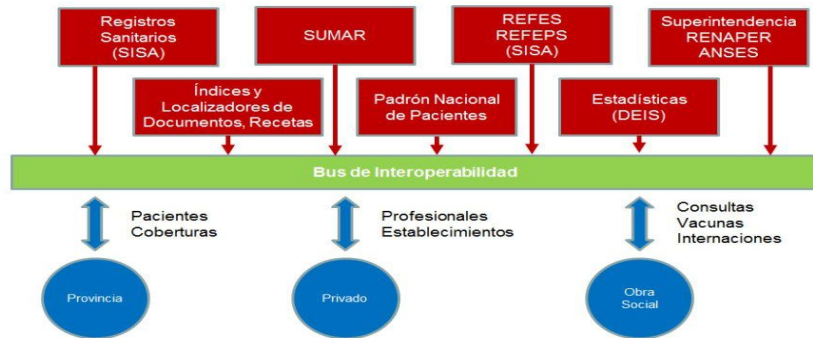 Registros
Sanitarios
(SISA)
SUMAR
REFES
REFEPS
(SISA)
Superintendencia
RENAPER
ANSES
Índices y
Localizadores de
Documentos, Recetas
Padrón Nacional
de Pacientes
Estadísticas
(DEIS)
Bus de Interoperabilidad
Pacientes
Coberturas
Profesionales
Establecimientos
Consultas
Vacunas
Internaciones
Provincia
Privado
Obra
Social